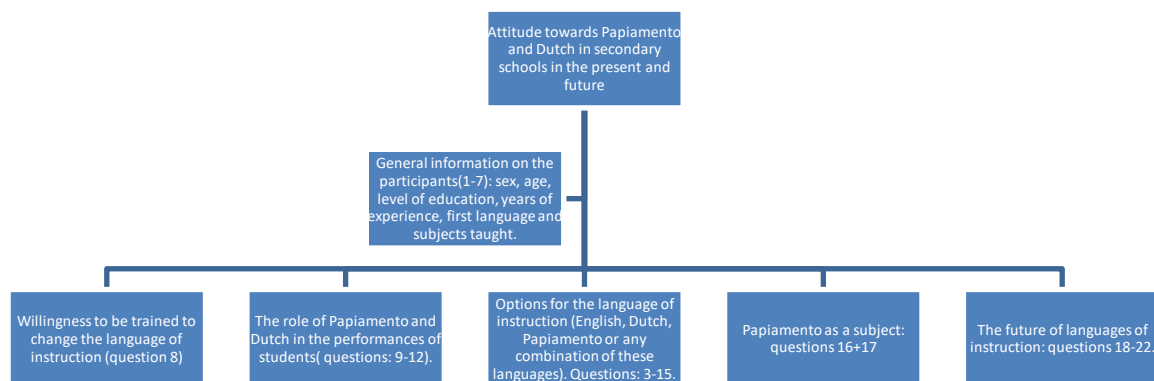 Attitude towards Papiamento
and Dutch in secondary
schools in the present and
future
General information on the
participants(1-7): sex, age,
level of education, years of
experience, first language and
subjects taught.
Willingness to be trained to
change the language of
instruction (question 8)
The role of Papiamento and
Dutch in the performances of
students( questions: 9-12).
Options for the language of
instruction (English, Dutch,
Papiamento or any
combination of these
languages). Questions: 3-15.
Papiamento as a subject:
questions 16+17
The future of languages of
instruction: questions 18-22.